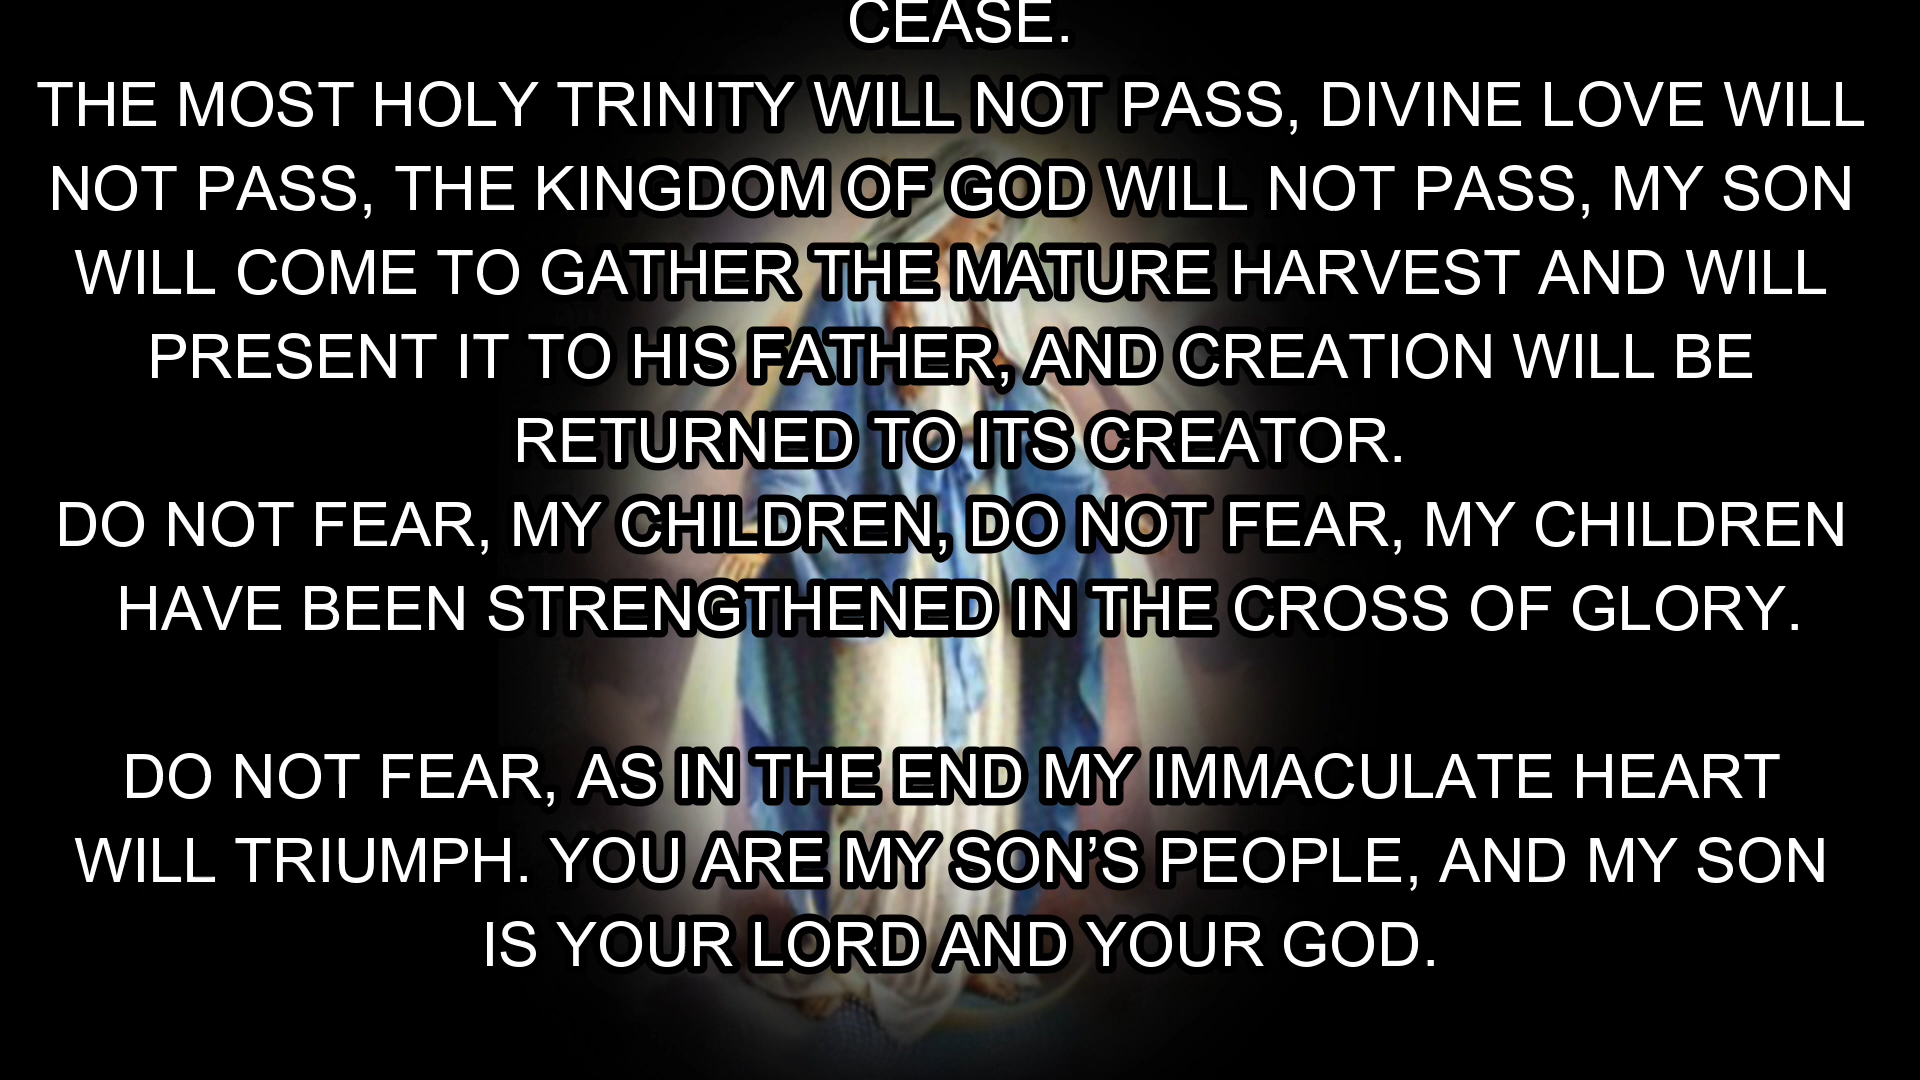 CEASE.
THE MOST HOLY TRINITY WILL NOT PASS, DIVINE LOVE WILL
NOT PASS, THE KINGDOM OF GOD WILL NOT PASS, MY SON
WILL COME TO GATHER THE MATURE HARVEST AND WILL
PRESENT IT TO HIS FATHER, AND CREATION WILL BE
RETURNED TO ITS CREATOR.
DO NOT FEAR, MY CHILDREN, DO NOT FEAR, MY CHILDREN
HAVE BEEN STRENGTHENED IN THE CROSS OF GLORY.
DO NOT FEAR, AS IN THE END MY IMMACULATE HEART
WILL TRIUMPH. YOU ARE MY SON’S PEOPLE, AND MY SON
IS YOUR LORD AND YOUR GOD.